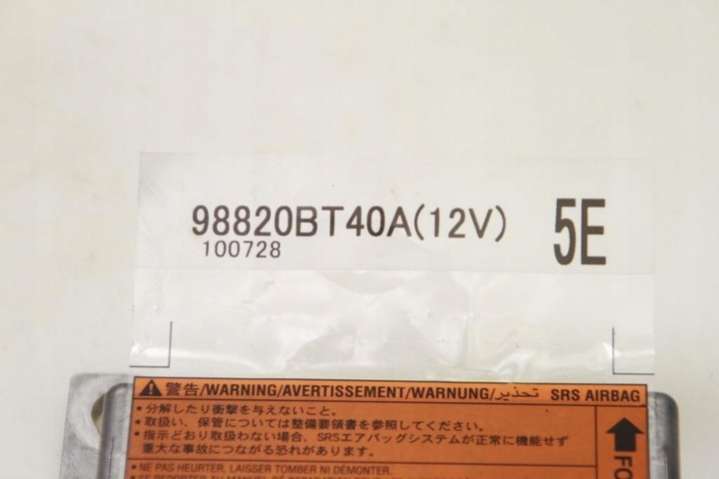 98820BT40A(12V) 5E
100728
警告/WARNING/AVERTISSEMENT/WARNUNG/تحذير SRS AIRBAG
・分解したり衝撃を与えないこと。
・取扱い、保管については整備要領書を参照してください。
・指示どおり取扱わない場合、SRSエアバッグシステムが正常に機能せず
重大な事故につながる恐れがあります。
・NE PAS HEURTER, LAISSER TOMBER NI DÉMONTER.